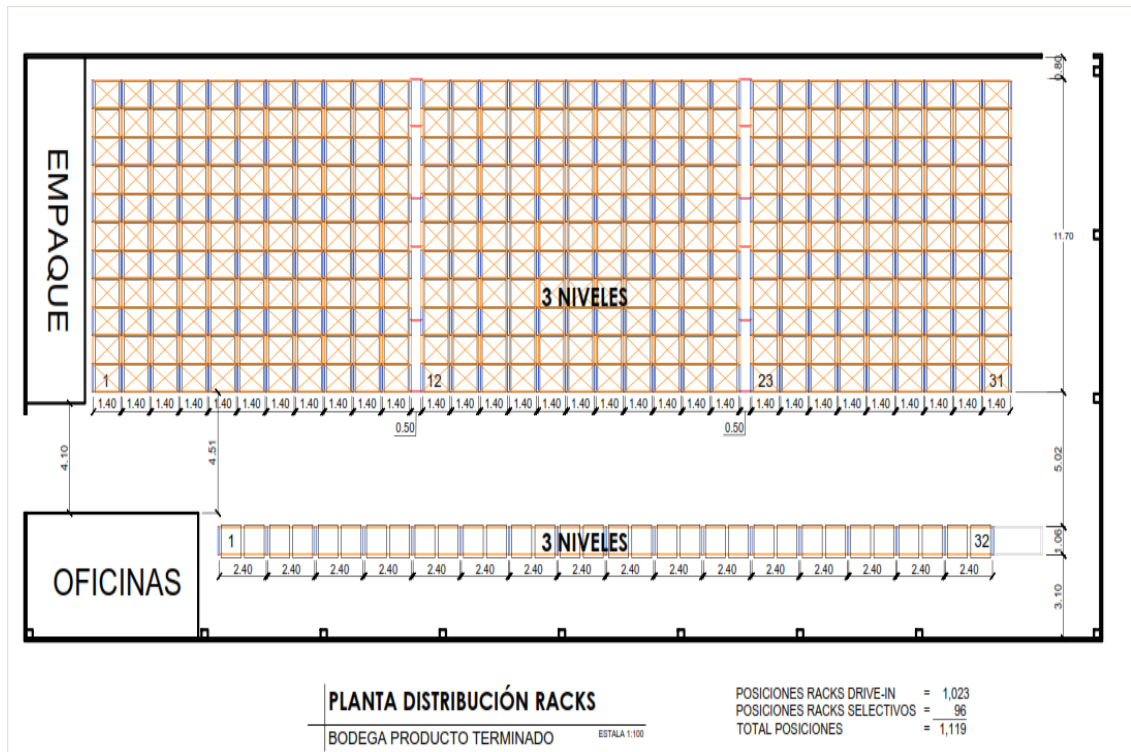 0.80
EMPAQUE
11.70
3 NIVELES
1 12 23 31
1.40 1.40 1.40 1.40 1.40 1.40 1.40 1.40 1.40 1.40 1.40 1.40 1.40 1.40 1.40 1.40 1.40 1.40 1.40 1.40 1.40 1.40 1.40 1.40 1.40 1.40 1.40 1.40 1.40 1.40 1.40
0.50 0.50
4.10
4.51
5.02
1 3 NIVELES 32
1.06
2.40 2.40 2.40 2.40 2.40 2.40 2.40 2.40 2.40 2.40 2.40 2.40 2.40 2.40 2.40 2.40
OFICINAS
3.10
PLANTA DISTRIBUCIÓN RACKS
BODEGA PRODUCTO TERMINADO ESTALA 1:100
POSICIONES RACKS DRIVE-IN = 1,023
POSICIONES RACKS SELECTIVOS = 96
TOTAL POSICIONES = 1,119